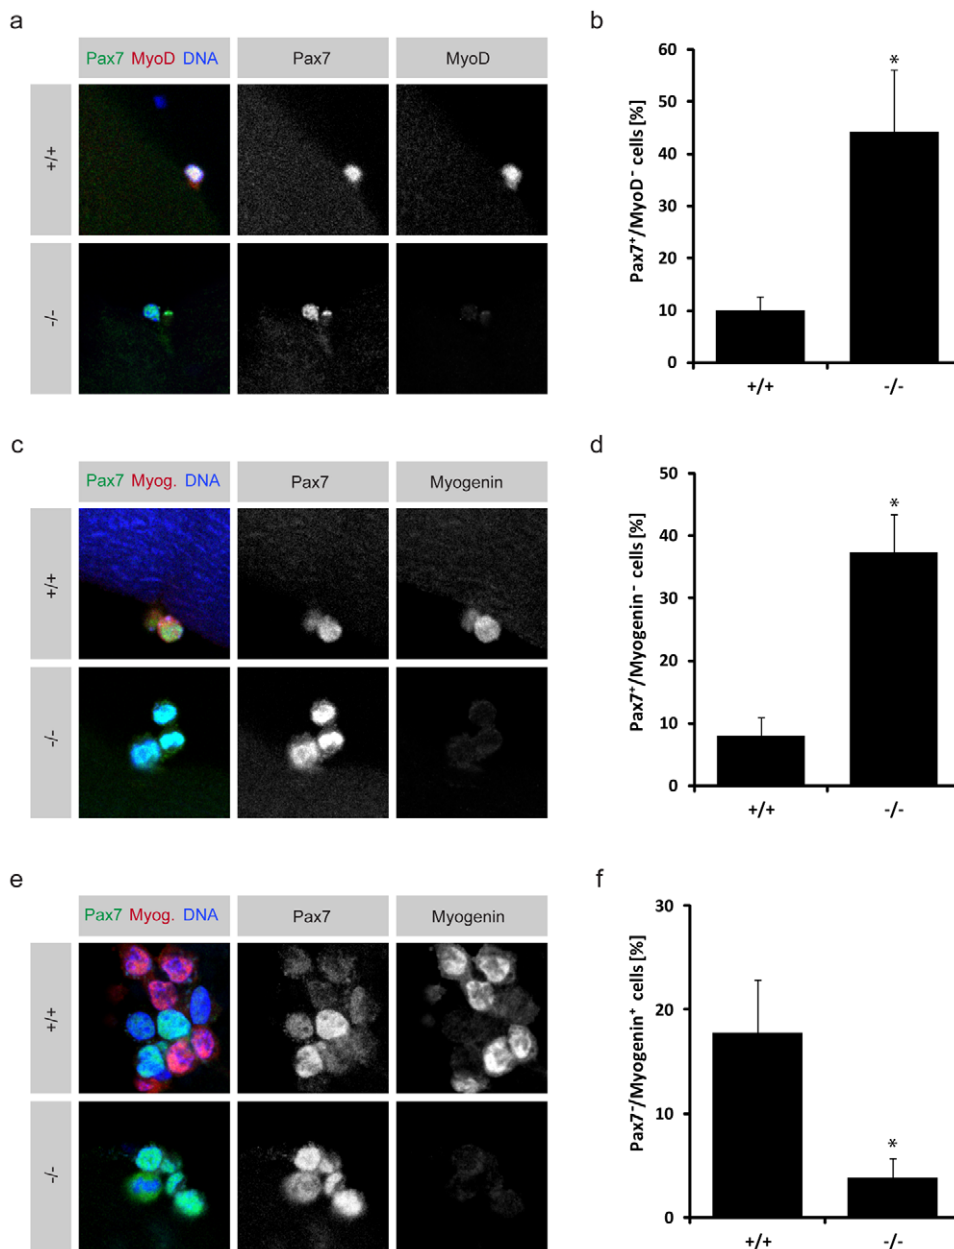 a
Pax7 MyoD DNA
Pax7
MyoD
+/+
-/-
b
Pax7⁺/MyoD⁻ cells [%]
60
50
40
30
20
10
0
*
+/+
-/-
c
Pax7 Myog. DNA
Pax7
Myogenin
+/+
-/-
d
Pax7⁺/Myogenin⁻ cells [%]
50
40
30
20
10
0
*
+/+
-/-
e
Pax7 Myog. DNA
Pax7
Myogenin
+/+
-/-
f
Pax7⁻/Myogenin⁺ cells [%]
30
20
10
0
*
+/+
-/-